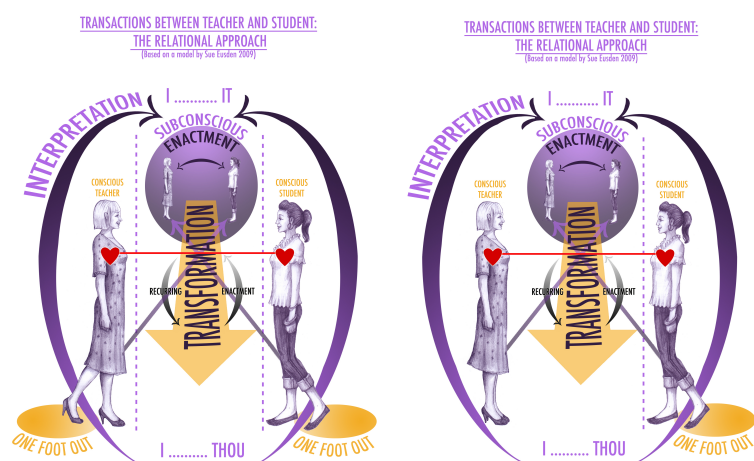 TRANSACTIONS BETWEEN TEACHER AND STUDENT:
THE RELATIONAL APPROACH
(Based on a model by Sue Eusden 2009)
I .......... IT
INTERPRETATION
SUBCONSCIOUS
ENACTMENT
CONSCIOUS
TEACHER
CONSCIOUS
STUDENT
TRANSFORMATION
RECURRING
ENACTMENT
ONE FOOT OUT
I .......... THOU
ONE FOOT OUT
TRANSACTIONS BETWEEN TEACHER AND STUDENT:
THE RELATIONAL APPROACH
(Based on a model by Sue Eusden 2009)
I .......... IT
INTERPRETATION
SUBCONSCIOUS
ENACTMENT
CONSCIOUS
TEACHER
CONSCIOUS
STUDENT
TRANSFORMATION
RECURRING
ENACTMENT
I .......... THOU
ONE FOOT OUT